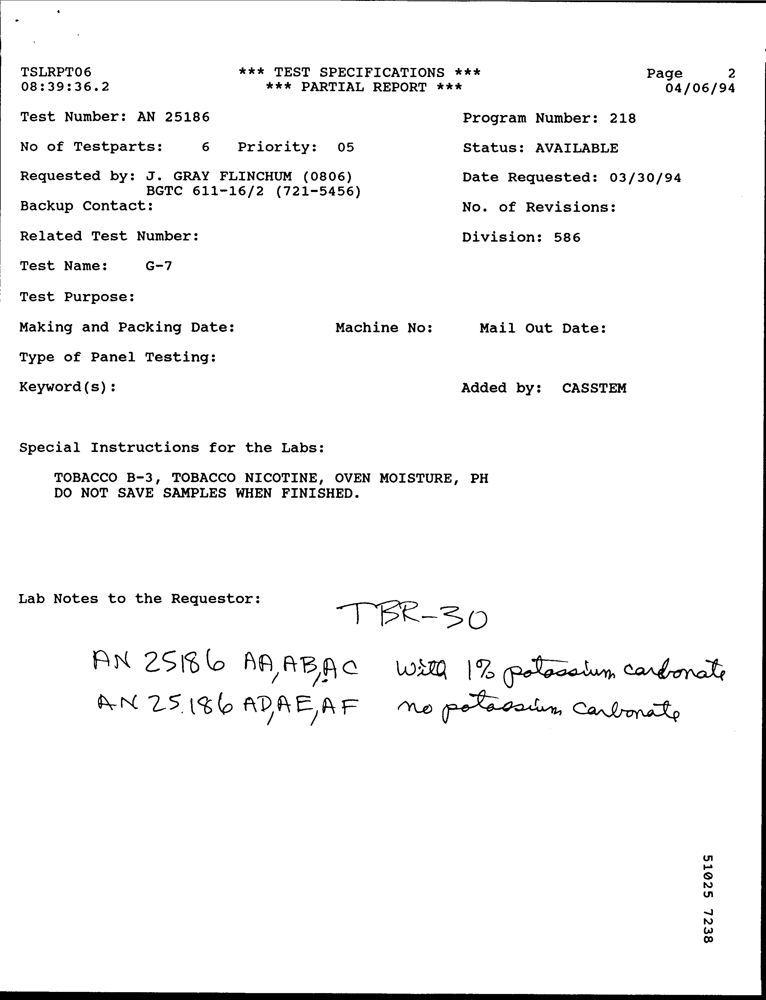 TSLRPT06 *** TEST SPECIFICATIONS *** Page 2
08:39:36.2 *** PARTIAL REPORT *** 04/06/94
Test Number: AN 25186 Program Number: 218
No of Testparts: 6 Priority: 05 Status: AVAILABLE
Requested by: J. GRAY FLINCHUM (0806) Date Requested: 03/30/94
BGTC 611-16/2 (721-5456)
Backup Contact: No. of Revisions:
Related Test Number: Division: 586
Test Name: G-7
Test Purpose:
Making and Packing Date: Machine No: Mail Out Date:
Type of Panel Testing:
Keyword(s): Added by: CASSTEM
Special Instructions for the Labs:
TOBACCO B-3, TOBACCO NICOTINE, OVEN MOISTURE, PH
DO NOT SAVE SAMPLES WHEN FINISHED.
Lab Notes to the Requestor:
TBR-30
AN 25186 AA, AB, AC with 1% potassium carbonate
AN 25186 AD, AE, AF no potassium carbonate
51025 7238